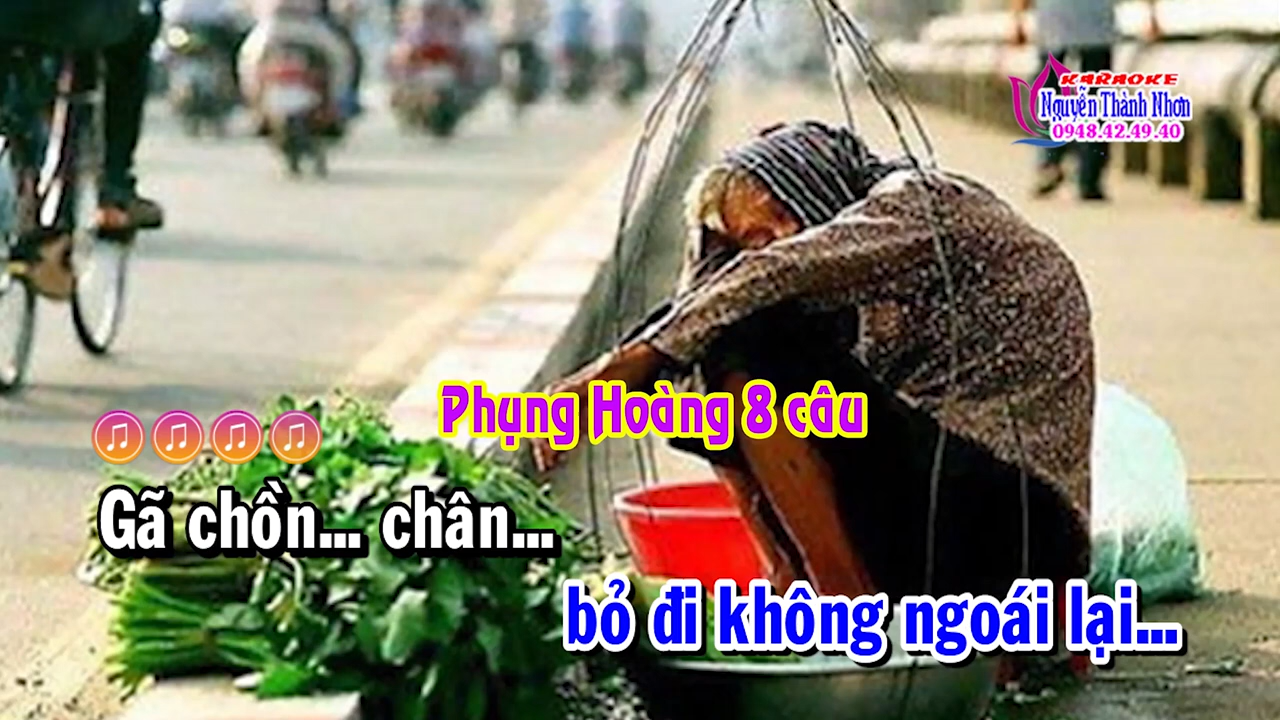 KARAOKE
Nguyễn Thành Nhơn
0948.42.49.40
Phụng Hoàng 8 câu
Gã chồn... chân...
bỏ đi không ngoái lại...